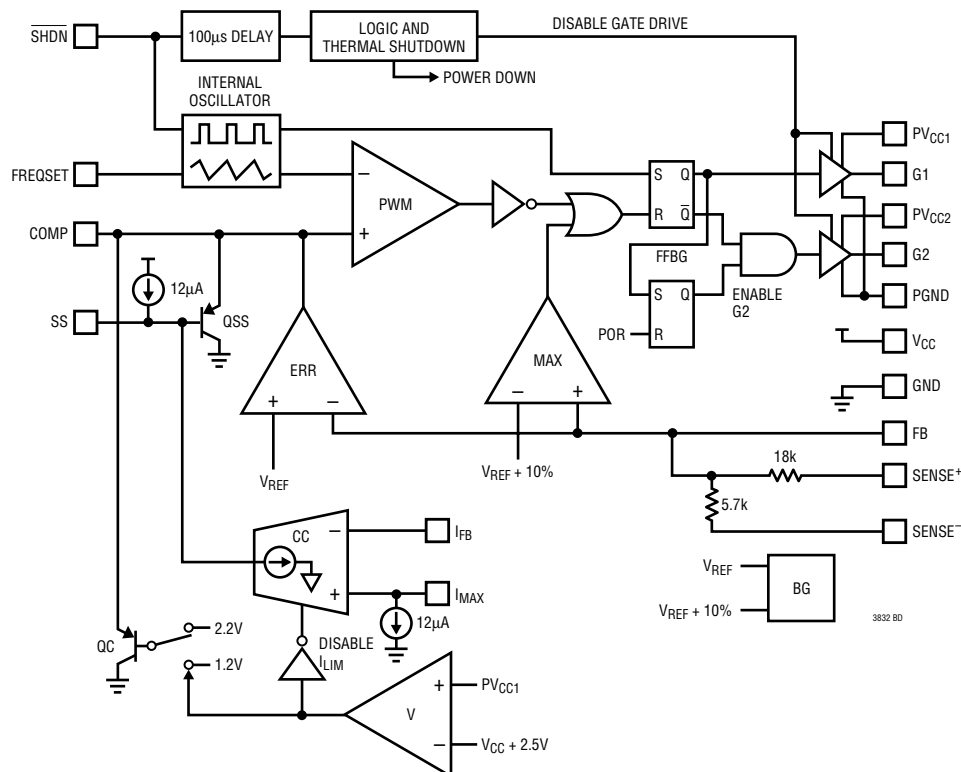 SHDN
100µs DELAY
LOGIC AND
THERMAL SHUTDOWN
DISABLE GATE DRIVE
POWER DOWN
INTERNAL
OSCILLATOR
FREQSET
COMP
SS
12µA
QSS
PWM
−
+
S Q
R Q̅
FFBG
S Q
R
POR
ENABLE
G2
PVCC1
G1
PVCC2
G2
PGND
VCC
GND
FB
SENSE+
SENSE−
18k
5.7k
ERR
+ −
VREF
MAX
− +
VREF + 10%
CC
−
+
IFB
IMAX
12µA
DISABLE
ILIM
QC
2.2V
1.2V
V
+
−
PVCC1
VCC + 2.5V
VREF
VREF + 10%
BG
3832 BD